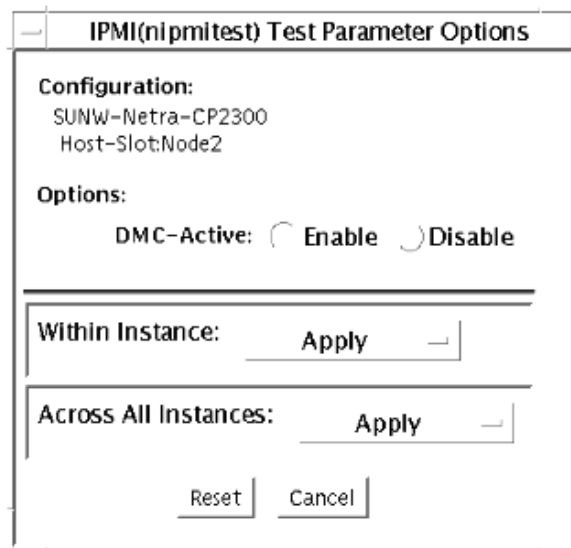 IPMI(nipmitest) Test Parameter Options
Configuration:
SUNW-Netra-CP2300
Host-Slot:Node2
Options:
DMC-Active: Enable Disable
Within Instance: Apply
Across All Instances: Apply
Reset Cancel